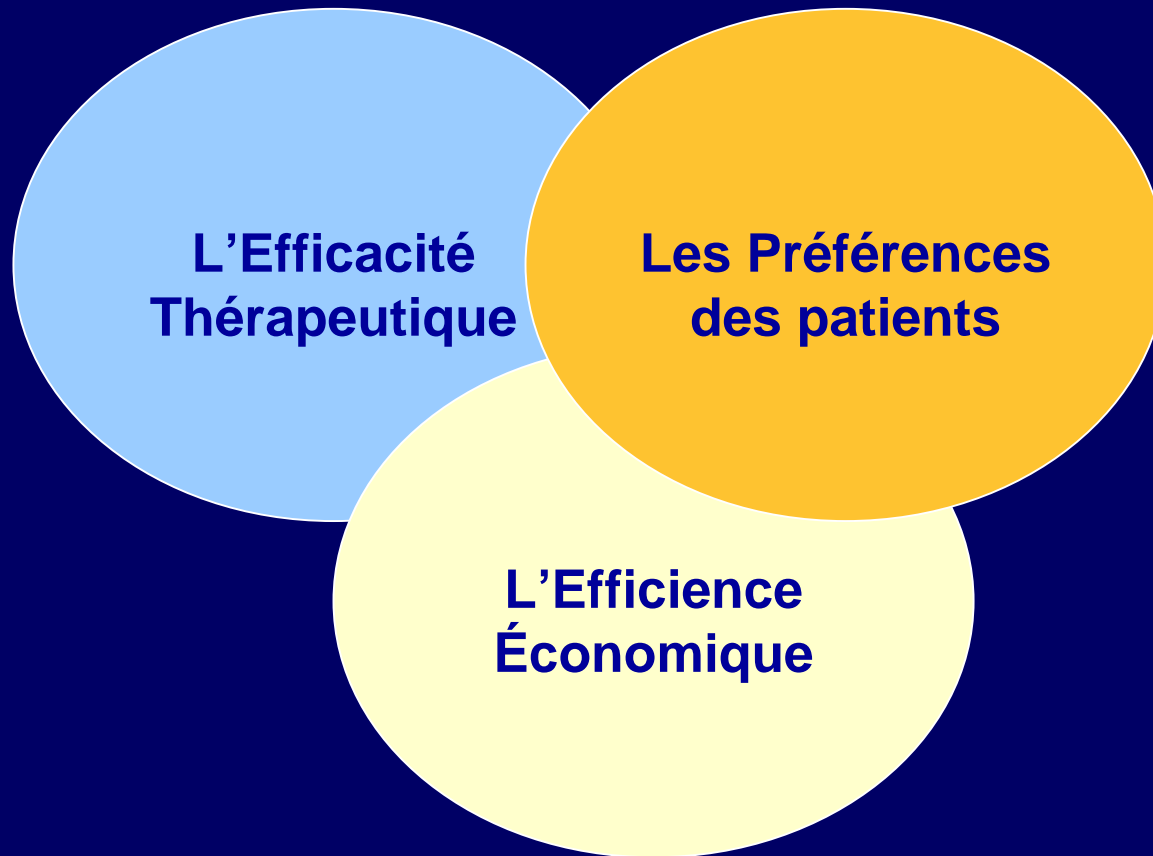 L’Efficacité
Thérapeutique
Les Préférences
des patients
L’Efficience
Économique